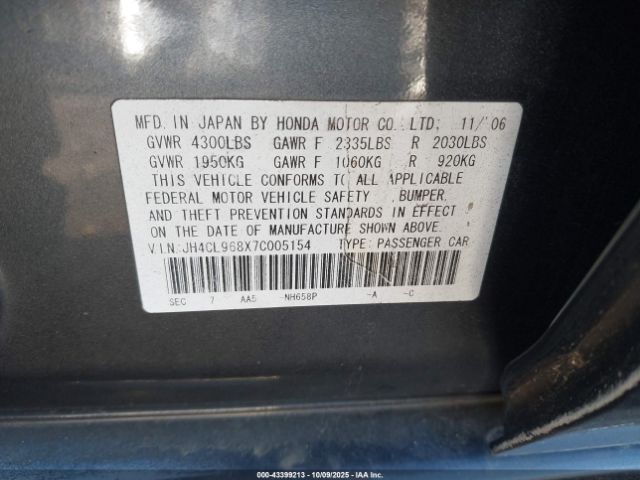 MFD. IN JAPAN BY HONDA MOTOR CO., LTD, 11/'06
GVWR 4300LBS GAWR F 2335LBS R 2030LBS
GVWR 1950KG GAWR F 1060KG R 920KG
THIS VEHICLE CONFORMS TO ALL APPLICABLE
FEDERAL MOTOR VEHICLE SAFETY ,BUMPER,
AND THEFT PREVENTION STANDARDS IN EFFECT
ON THE DATE OF MANUFACTURE SHOWN ABOVE.
V.I.N:JH4CL968X7C005154 TYPE:PASSENGER CAR
SEC 7 AA5 -NH658P -A -C
000-43399213 - 10/09/2025 - IAA Inc.